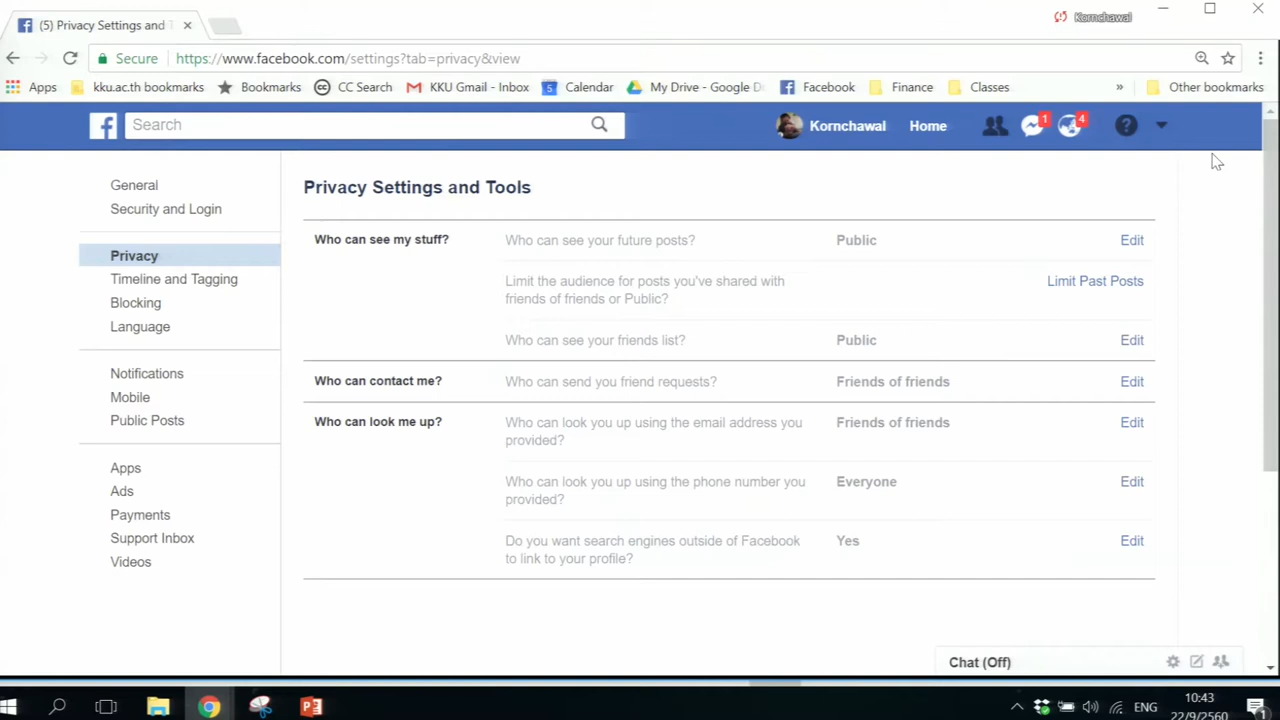 (5) Privacy Settings and T
Kornchawal
Secure
https://www.facebook.com/settings?tab=privacy&view
Apps
kku.ac.th bookmarks
Bookmarks
CC Search
KKU Gmail - Inbox
Calendar
My Drive - Google D
Facebook
Finance
Classes
»
Other bookmarks
Search
Kornchawal
Home
1
4
General
Security and Login
Privacy
Timeline and Tagging
Blocking
Language
Notifications
Mobile
Public Posts
Apps
Ads
Payments
Support Inbox
Videos
Privacy Settings and Tools
Who can see my stuff?
Who can see your future posts?
Public
Edit
Limit the audience for posts you've shared with
friends of friends or Public?
Limit Past Posts
Who can see your friends list?
Public
Edit
Who can contact me?
Who can send you friend requests?
Friends of friends
Edit
Who can look me up?
Who can look you up using the email address you
provided?
Friends of friends
Edit
Who can look you up using the phone number you
provided?
Everyone
Edit
Do you want search engines outside of Facebook
to link to your profile?
Yes
Edit
Chat (Off)
ENG
10:43
22/9/2560
1